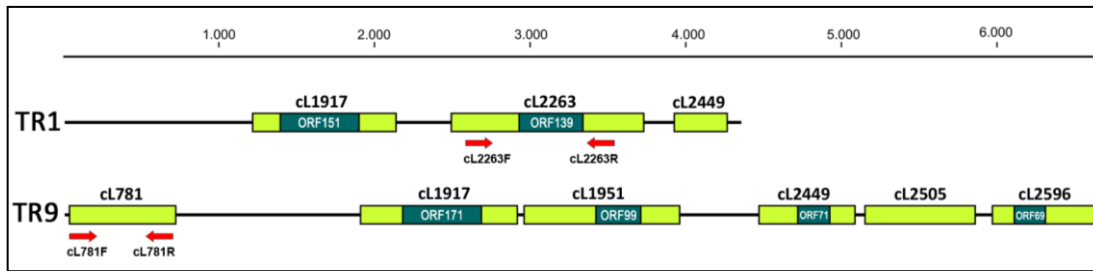 1.000 2.000 3.000 4.000 5.000 6.000
cL1917 cL2263 cL2449
TR1 ORF151 ORF139
cL2263F cL2263R
cL781 cL1917 cL1951 cL2449 cL2505 cL2596
TR9 ORF171 ORF99 ORF71 ORF69
cL781F cL781R